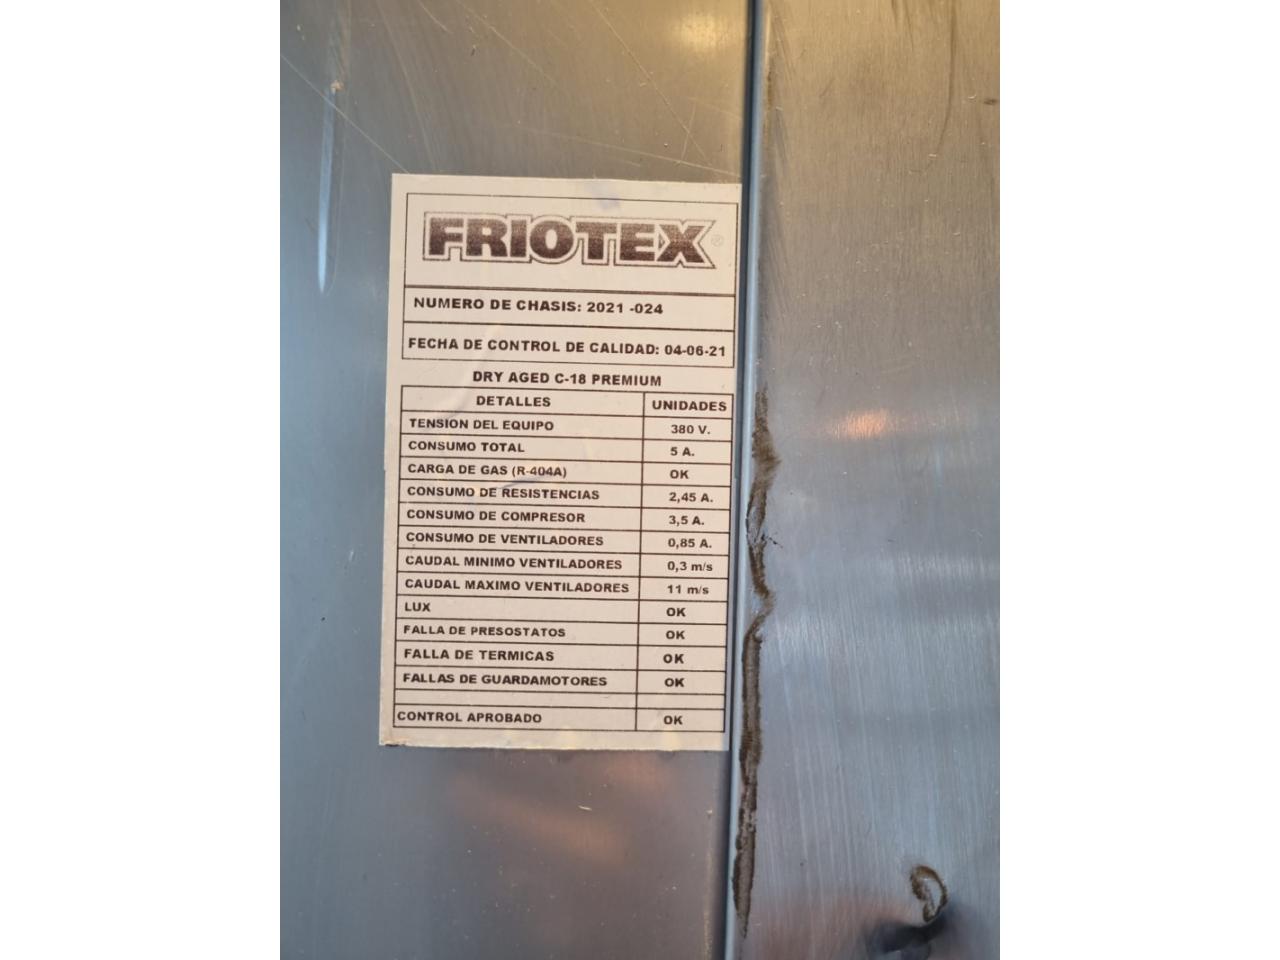 FRIOTEX®
NUMERO DE CHASIS: 2021 -024
FECHA DE CONTROL DE CALIDAD: 04-06-21
DRY AGED C-18 PREMIUM
DETALLES UNIDADES
TENSION DEL EQUIPO 380 V.
CONSUMO TOTAL 5 A.
CARGA DE GAS (R-404A) OK
CONSUMO DE RESISTENCIAS 2,45 A.
CONSUMO DE COMPRESOR 3,5 A.
CONSUMO DE VENTILADORES 0,85 A.
CAUDAL MINIMO VENTILADORES 0,3 m/s
CAUDAL MAXIMO VENTILADORES 11 m/s
LUX OK
FALLA DE PRESOSTATOS OK
FALLA DE TERMICAS OK
FALLAS DE GUARDAMOTORES OK
CONTROL APROBADO OK